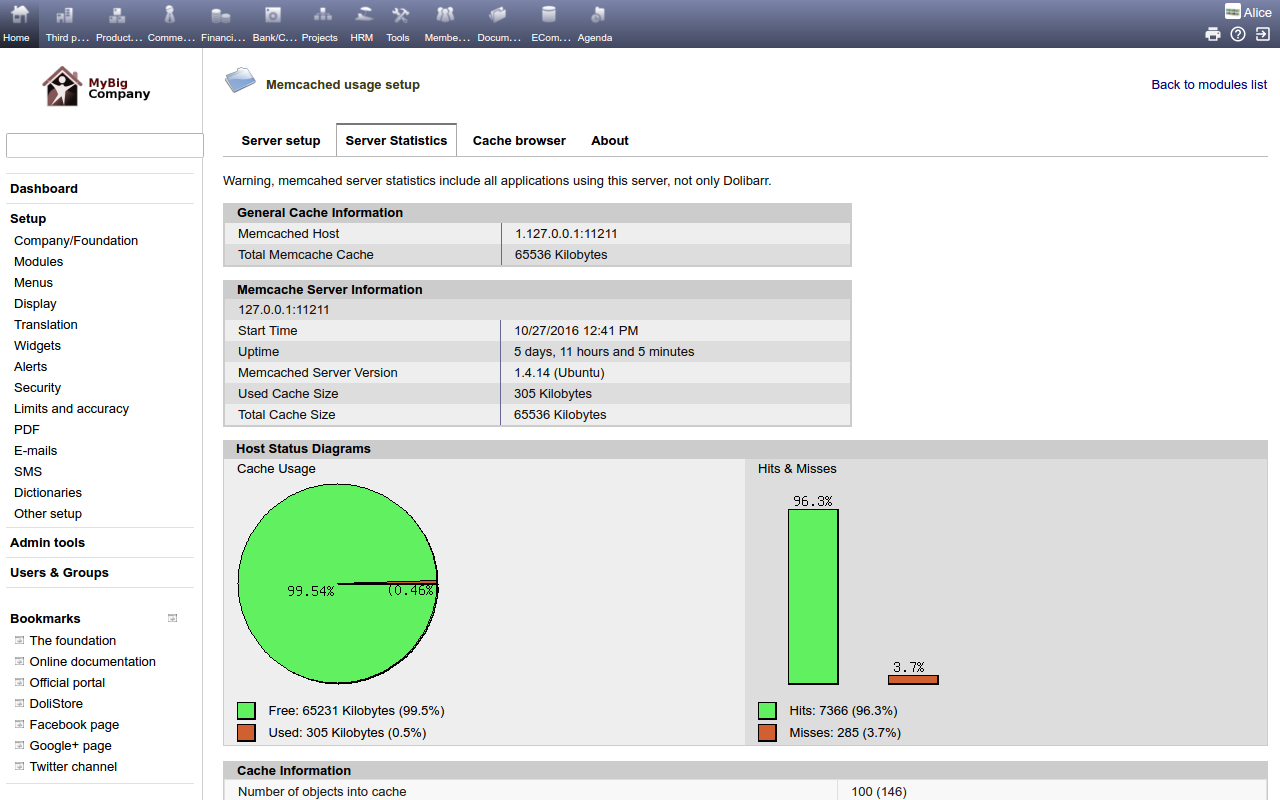 Alice
Home Third p... Product... Comme... Financi... Bank/C... Projects HRM Tools Membe... Docum... ECom... Agenda
MyBig
Company
Memcached usage setup
Back to modules list
Server setup Server Statistics Cache browser About
Warning, memcahed server statistics include all applications using this server, not only Dolibarr.
Dashboard
Setup
Company/Foundation
Modules
Menus
Display
Translation
Widgets
Alerts
Security
Limits and accuracy
PDF
E-mails
SMS
Dictionaries
Other setup
Admin tools
Users & Groups
Bookmarks
The foundation
Online documentation
Official portal
DoliStore
Facebook page
Google+ page
Twitter channel
General Cache Information
Memcached Host 1.127.0.0.1:11211
Total Memcache Cache 65536 Kilobytes
Memcache Server Information
127.0.0.1:11211
Start Time 10/27/2016 12:41 PM
Uptime 5 days, 11 hours and 5 minutes
Memcached Server Version 1.4.14 (Ubuntu)
Used Cache Size 305 Kilobytes
Total Cache Size 65536 Kilobytes
Host Status Diagrams
Cache Usage
99.54% (0.46%
Free: 65231 Kilobytes (99.5%)
Used: 305 Kilobytes (0.5%)
Hits & Misses
96.3%
3.7%
Hits: 7366 (96.3%)
Misses: 285 (3.7%)
Cache Information
Number of objects into cache 100 (146)